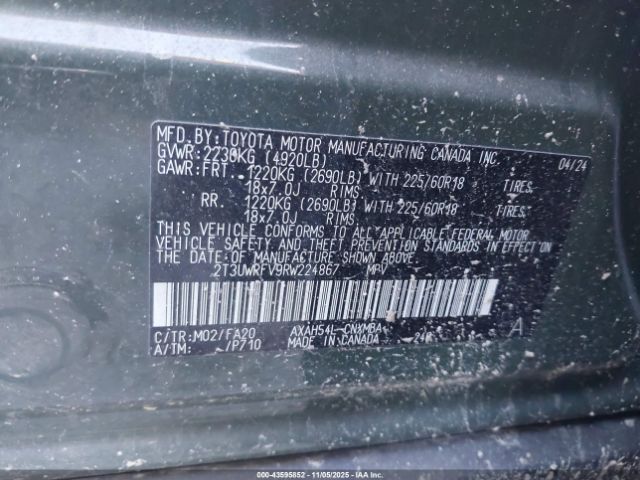 MFD. BY: TOYOTA MOTOR MANUFACTURING CANADA INC.
GVWR: 2230KG (4920LB) 04/24
GAWR: FRT. 1220KG (2690LB) WITH 225/60R18 TIRES,
18x7.0J RIMS,
RR. 1220KG (2690LB) WITH 225/60R18 TIRES,
18x7.0J RIMS,
THIS VEHICLE CONFORMS TO ALL APPLICABLE FEDERAL MOTOR
VEHICLE SAFETY AND THEFT PREVENTION STANDARDS IN EFFECT ON
THE DATE OF MANUFACTURE SHOWN ABOVE.
2T3UWRFV9RW224867 MPV
C/TR: M02/FA20 AXAH54L-CNXMBA A
A/TM: /P710 MADE IN CANADA
000-43595852 - 11/05/2025 - IAAI.COM